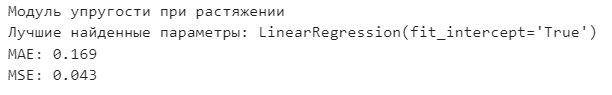 Модуль упругости при растяжении
Лучшие найденные параметры: LinearRegression(fit_intercept='True')
MAE: 0.169
MSE: 0.043